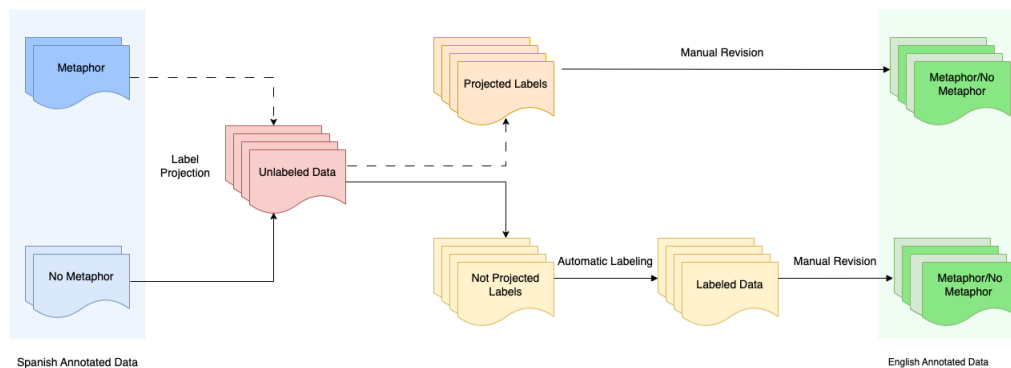 Metaphor
Projected Labels
Manual Revision
Metaphor/No
Metaphor
Label
Projection
Unlabeled Data
No Metaphor
Not Projected
Labels
Automatic Labeling
Labeled Data
Manual Revision
Metaphor/No
Metaphor
Spanish Annotated Data
English Annotated Data